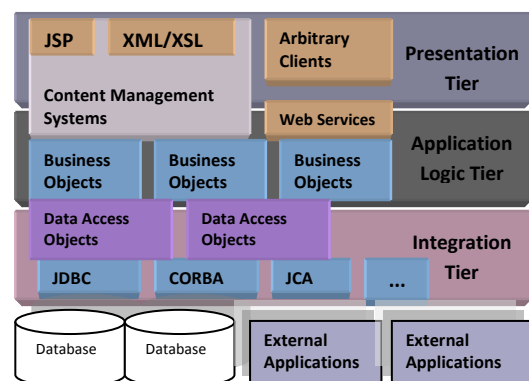 JSP
XML/XSL
Arbitrary
Clients
Presentation
Tier
Content Management
Systems
Web Services
Application
Logic Tier
Business
Objects
Business
Objects
Business
Objects
Data Access
Objects
Data Access
Objects
Integration
Tier
JDBC
CORBA
JCA
...
Database
Database
External
Applications
External
Applications